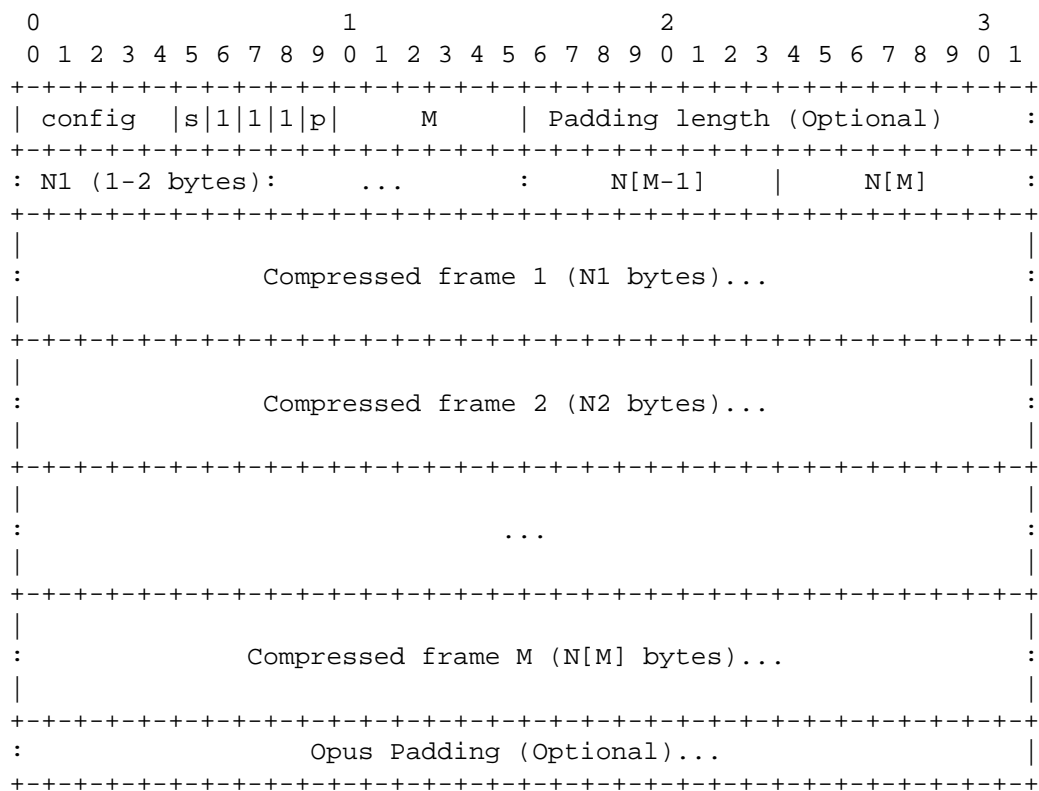 0                   1                   2                   3
 0 1 2 3 4 5 6 7 8 9 0 1 2 3 4 5 6 7 8 9 0 1 2 3 4 5 6 7 8 9 0 1
+-+-+-+-+-+-+-+-+-+-+-+-+-+-+-+-+-+-+-+-+-+-+-+-+-+-+-+-+-+-+-+-+
| config  |s|1|1|1|p|     M     | Padding length (Optional)     :
+-+-+-+-+-+-+-+-+-+-+-+-+-+-+-+-+-+-+-+-+-+-+-+-+-+-+-+-+-+-+-+-+
: N1 (1-2 bytes):     ...       :     N[M-1]    |     N[M]      :
+-+-+-+-+-+-+-+-+-+-+-+-+-+-+-+-+-+-+-+-+-+-+-+-+-+-+-+-+-+-+-+-+
|                                                               |
:               Compressed frame 1 (N1 bytes)...                :
|                                                               |
+-+-+-+-+-+-+-+-+-+-+-+-+-+-+-+-+-+-+-+-+-+-+-+-+-+-+-+-+-+-+-+-+
|                                                               |
:               Compressed frame 2 (N2 bytes)...                :
|                                                               |
+-+-+-+-+-+-+-+-+-+-+-+-+-+-+-+-+-+-+-+-+-+-+-+-+-+-+-+-+-+-+-+-+
|                                                               |
:                              ...                              :
|                                                               |
+-+-+-+-+-+-+-+-+-+-+-+-+-+-+-+-+-+-+-+-+-+-+-+-+-+-+-+-+-+-+-+-+
|                                                               |
:              Compressed frame M (N[M] bytes)...               :
|                                                               |
+-+-+-+-+-+-+-+-+-+-+-+-+-+-+-+-+-+-+-+-+-+-+-+-+-+-+-+-+-+-+-+-+
:                  Opus Padding (Optional)...                   |
+-+-+-+-+-+-+-+-+-+-+-+-+-+-+-+-+-+-+-+-+-+-+-+-+-+-+-+-+-+-+-+-+